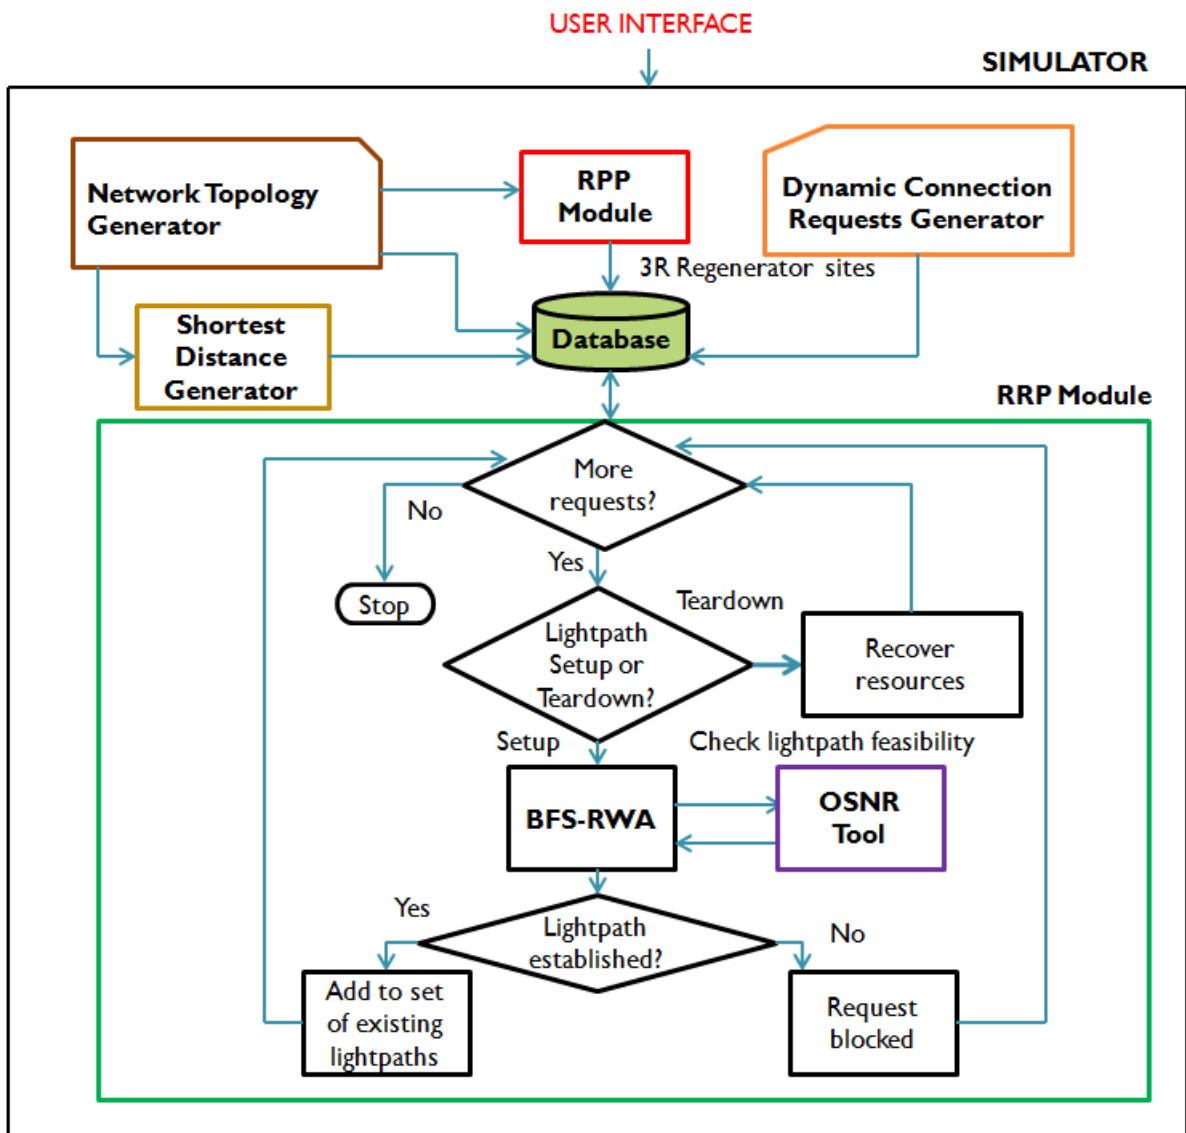 USER INTERFACE
SIMULATOR
Network Topology
Generator
RPP
Module
Dynamic Connection
Requests Generator
3R Regenerator sites
Shortest
Distance
Generator
Database
RRP Module
More
requests?
No
Yes
Stop
Teardown
Lightpath
Setup or
Teardown?
Recover
resources
Setup
Check lightpath feasibility
BFS-RWA
OSNR
Tool
Yes
Lightpath
established?
No
Add to set
of existing
lightpaths
Request
blocked